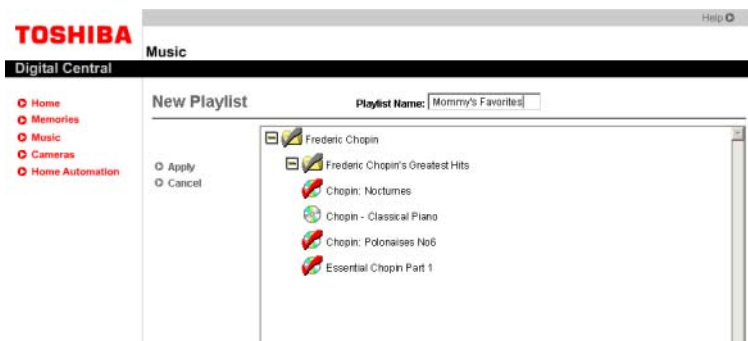 Help
TOSHIBA
Music
Digital Central
Home
Memories
Music
Cameras
Home Automation
New Playlist
Playlist Name: Mommy's Favorites
Apply
Cancel
Frederic Chopin
Frederic Chopin's Greatest Hits
Chopin: Nocturnes
Chopin - Classical Piano
Chopin: Polonaises No6
Essential Chopin Part 1